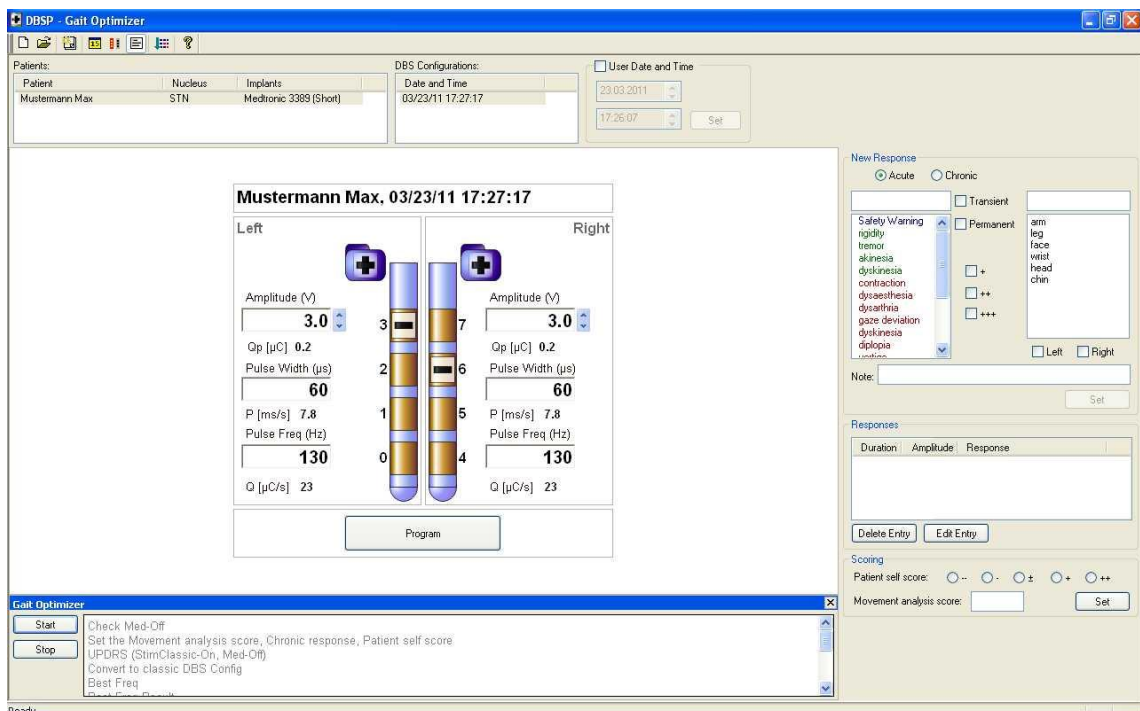 DBSP - Gait Optimizer
Patients:
Patient Nucleus Implants
Mustermann Max STN Medtronic 3389 (Short)
DBS Configurations:
Date and Time
03/23/11 17:27:17
User Date and Time
23.03.2011
17:26:07 Set
Mustermann Max, 03/23/11 17:27:17
Left Right
Amplitude (V)
3.0
Qp [µC] 0.2
Pulse Width (µs)
60
P [ms/s] 7.8
Pulse Freq (Hz)
130
Q [µC/s] 23
3
2
1
0
7
6
5
4
Amplitude (V)
3.0
Qp [µC] 0.2
Pulse Width (µs)
60
P [ms/s] 7.8
Pulse Freq (Hz)
130
Q [µC/s] 23
Program
New Response
Acute Chronic
Transient
Permanent
+
++
+++
Safety Warning
rigidity
tremor
akinesia
dyskinesia
contraction
dysaesthesia
dysarthria
gaze deviation
dyskinesia
diplopia
arm
leg
face
wrist
head
chin
Left Right
Note:
Set
Responses
Duration Amplitude Response
Delete Entry Edit Entry
Scoring
Patient self score: -- - ± + ++
Movement analysis score: Set
Gait Optimizer
Start
Stop
Check Med-Off
Set the Movement analysis score, Chronic response, Patient self score
UPDRS (StimClassic-On, Med-Off)
Convert to classic DBS Config
Best Freq
Best Freq Result
Ready